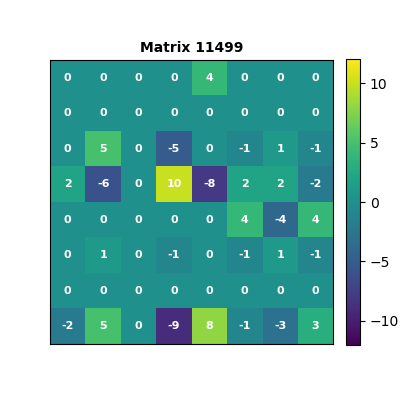 Matrix 11499
0 0 0 0 4 0 0 0
0 0 0 0 0 0 0 0
0 5 0 -5 0 -1 1 -1
2 -6 0 10 -8 2 2 -2
0 0 0 0 0 4 -4 4
0 1 0 -1 0 -1 1 -1
0 0 0 0 0 0 0 0
-2 5 0 -9 8 -1 -3 3
10
5
0
−5
−10